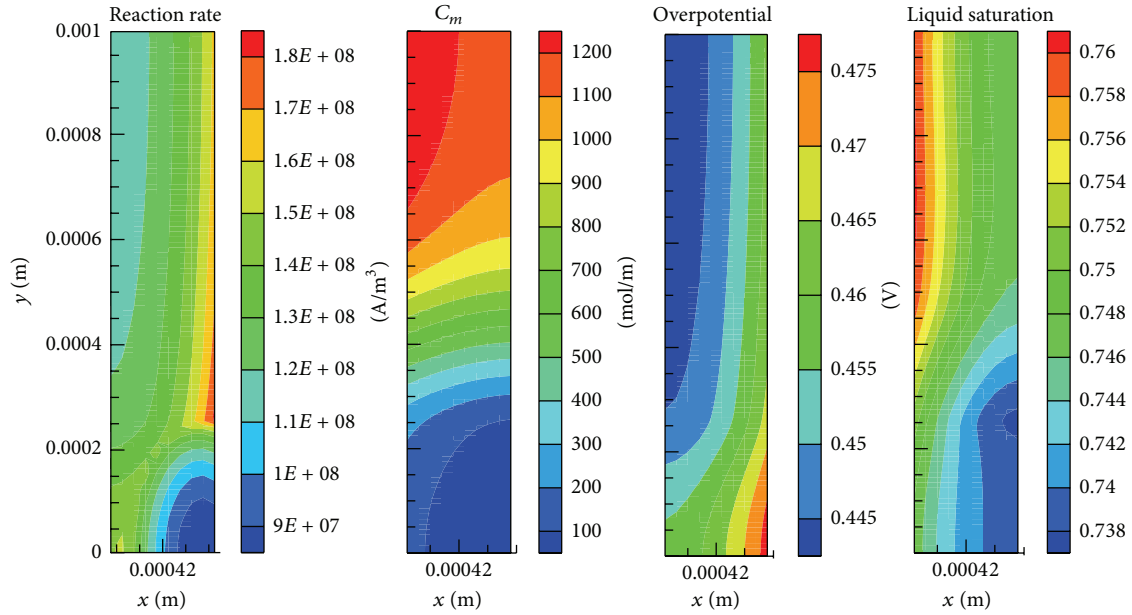 Reaction rate
C_m
Overpotential
Liquid saturation
0.001
0.0008
0.0006
0.0004
0.0002
0
y (m)
0.00042
x (m)
1.8E + 08
1.7E + 08
1.6E + 08
1.5E + 08
1.4E + 08
1.3E + 08
1.2E + 08
1.1E + 08
1E + 08
9E + 07
(A/m³)
0.00042
x (m)
1200
1100
1000
900
800
700
600
500
400
300
200
100
(mol/m)
0.00042
x (m)
0.475
0.47
0.465
0.46
0.455
0.45
0.445
(V)
0.00042
x (m)
0.76
0.758
0.756
0.754
0.752
0.75
0.748
0.746
0.744
0.742
0.74
0.738